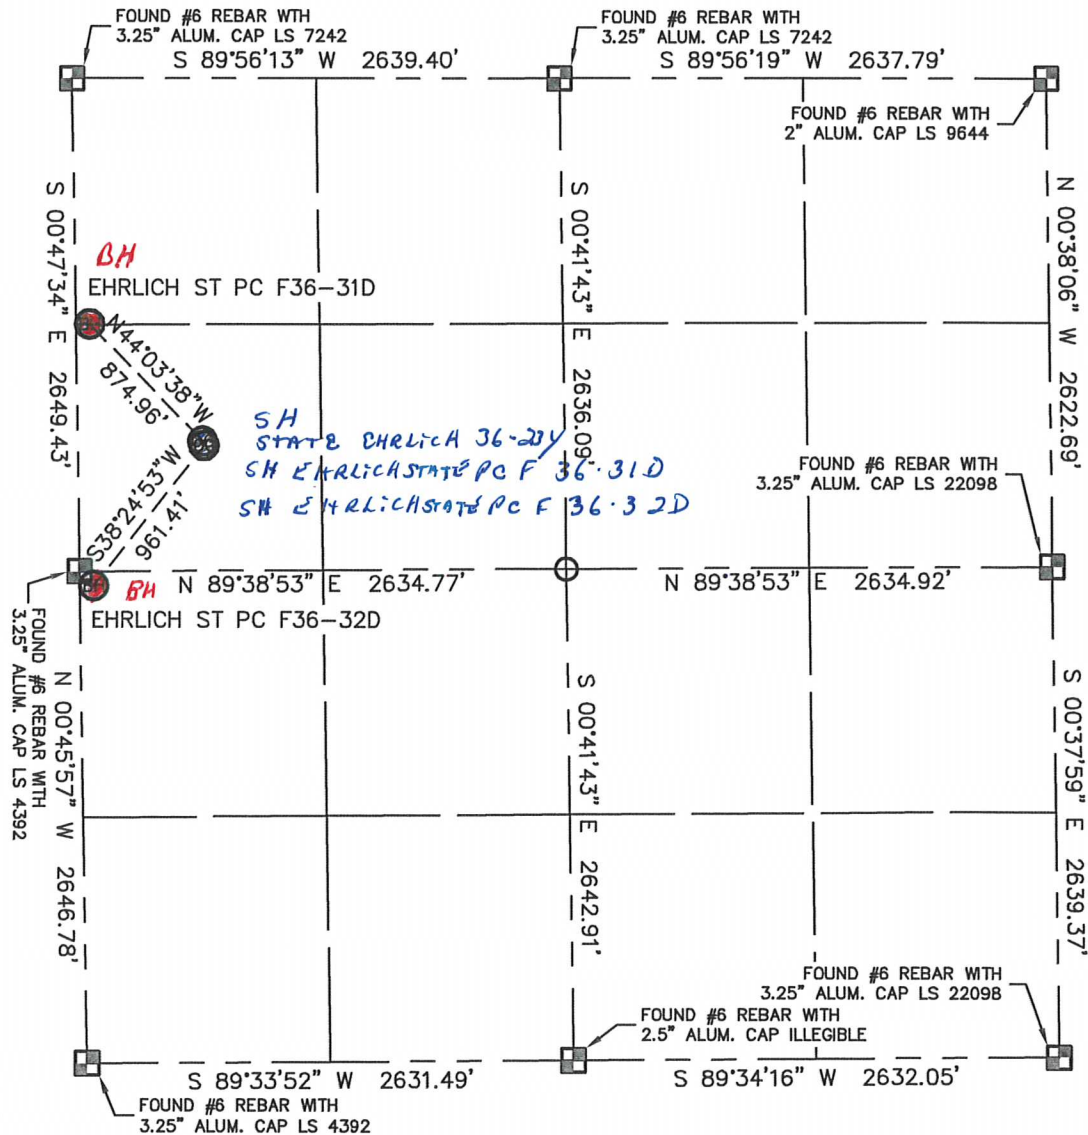 FOUND #6 REBAR WTH
3.25" ALUM. CAP LS 7242
S 89°56'13" W 2639.40'
FOUND #6 REBAR WTH
3.25" ALUM. CAP LS 7242
S 89°56'19" W 2637.79'
FOUND #6 REBAR WITH
2" ALUM. CAP LS 9644
S 00°47'34" E 2649.43'
S 00°41'43" E 2636.09'
N 00°38'06" W 2622.69'
BH
EHRLICH ST PC F36-31D
N44°03'38"W
874.96'
SH
STATE EHRLICH 36-23Y
SH EHRLICH STATE PC F 36-31D
SH EHRLICH STATE PC F 36-32D
S38°24'53"W
961.41'
FOUND #6 REBAR WITH
3.25" ALUM. CAP LS 22098
N 89°38'53" E 2634.77'
N 89°38'53" E 2634.92'
BH
EHRLICH ST PC F36-32D
FOUND #6 REBAR WITH
3.25" ALUM. CAP LS 4392
N 00°45'57" W 2646.78'
S 00°41'43" E 2642.91'
S 00°37'59" E 2639.37'
FOUND #6 REBAR WITH
3.25" ALUM. CAP LS 22098
FOUND #6 REBAR WITH
2.5" ALUM. CAP ILLEGIBLE
S 89°33'52" W 2631.49'
S 89°34'16" W 2632.05'
FOUND #6 REBAR WITH
3.25" ALUM. CAP LS 4392